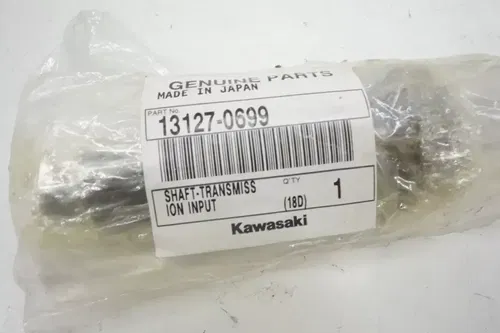 GENUINE PARTS
MADE IN JAPAN
PART No.
13127-0699
SHAFT-TRANSMISS Q'TY
ION INPUT (18D) 1
Kawasaki